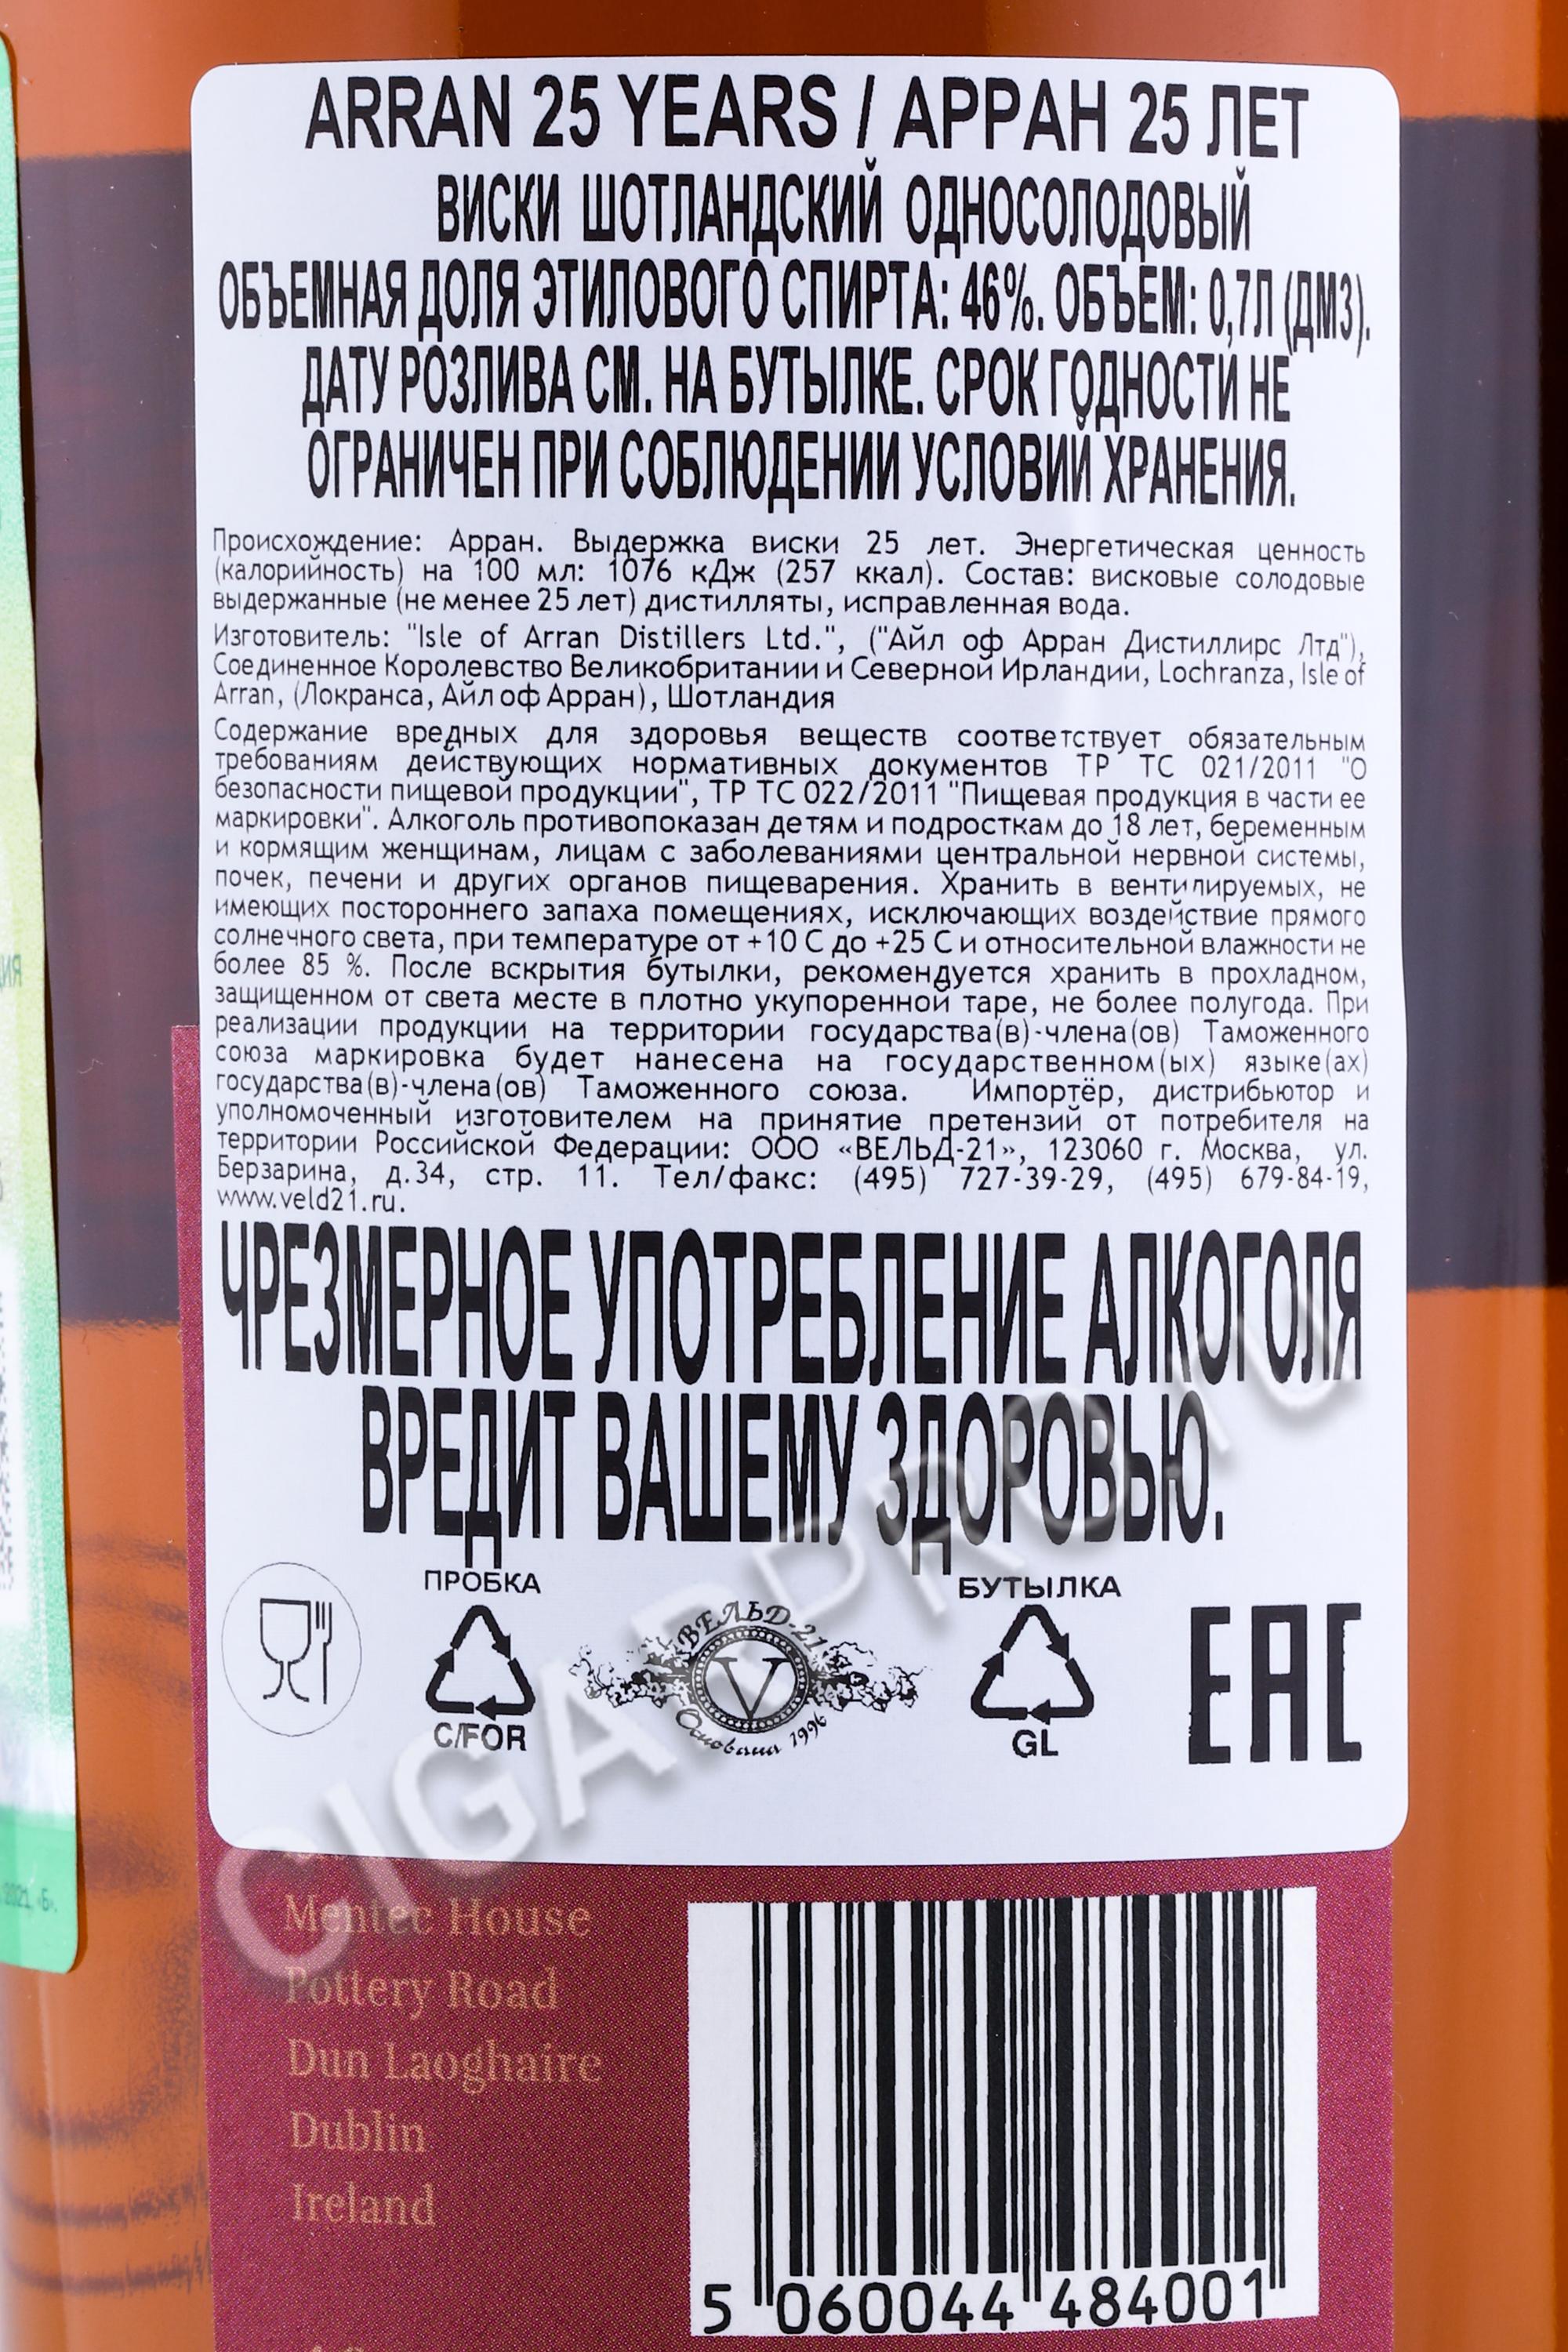 ARRAN 25 YEARS / АРРАН 25 ЛЕТ
ВИСКИ ШОТЛАНДСКИЙ ОДНОСОЛОДОВЫЙ
ОБЪЕМНАЯ ДОЛЯ ЭТИЛОВОГО СПИРТА: 46%. ОБЪЕМ: 0,7Л (ДМ3).
ДАТУ РОЗЛИВА СМ. НА БУТЫЛКЕ. СРОК ГОДНОСТИ НЕ
ОГРАНИЧЕН ПРИ СОБЛЮДЕНИИ УСЛОВИЙ ХРАНЕНИЯ.
Происхождение: Арран. Выдержка виски 25 лет. Энергетическая ценность
(калорийность) на 100 мл: 1076 кДж (257 ккал). Состав: висковые солодовые
выдержанные (не менее 25 лет) дистилляты, исправленная вода.
Изготовитель: "Isle of Arran Distillers Ltd.", ("Айл оф Арран Дистиллирс Лтд"),
Соединенное Королевство Великобритании и Северной Ирландии, Lochranza, Isle of
Arran, (Локранса, Айл оф Арран), Шотландия
Содержание вредных для здоровья веществ соответствует обязательным
требованиям действующих нормативных документов ТР ТС 021/2011 "О
безопасности пищевой продукции", ТР ТС 022/2011 "Пищевая продукция в части ее
маркировки". Алкоголь противопоказан детям и подросткам до 18 лет, беременным
и кормящим женщинам, лицам с заболеваниями центральной нервной системы,
почек, печени и других органов пищеварения. Хранить в вентилируемых, не
имеющих постороннего запаха помещениях, исключающих воздействие прямого
солнечного света, при температуре от +10 С до +25 С и относительной влажности не
более 85 %. После вскрытия бутылки, рекомендуется хранить в прохладном,
защищенном от света месте в плотно укупоренной таре, не более полугода. При
реализации продукции на территории государства(в)-члена(ов) Таможенного
союза маркировка будет нанесена на государственном(ых) языке(ах)
государства(в)-члена(ов) Таможенного союза. Импортёр, дистрибьютор и
уполномоченный изготовителем на принятие претензий от потребителя на
территории Российской Федерации: ООО «ВЕЛЬД-21», 123060 г. Москва, ул.
Берзарина, д.34, стр. 11. Тел/факс: (495) 727-39-29, (495) 679-84-19,
www.veld21.ru.
ЧРЕЗМЕРНОЕ УПОТРЕБЛЕНИЕ АЛКОГОЛЯ
ВРЕДИТ ВАШЕМУ ЗДОРОВЬЮ.
ПРОБКА
C/FOR
ВЕЛЬД-21
V
Основана 1996
БУТЫЛКА
GL
EAC
CIGARPRO.ru
Mentec House
Pottery Road
Dun Laoghaire
Dublin
Ireland
5 060044 484001